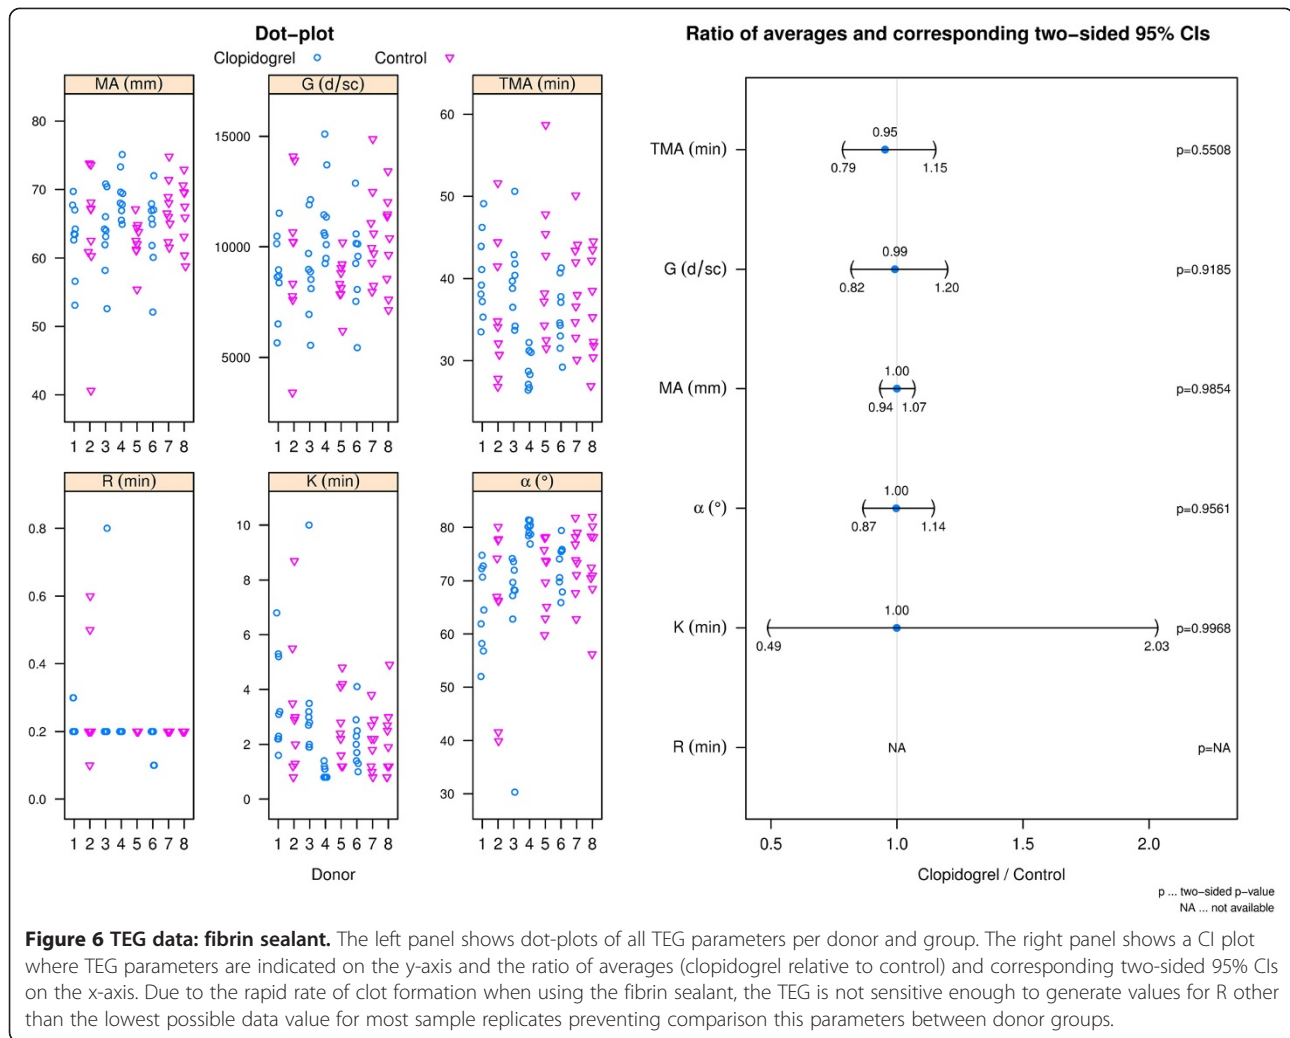 Dot-plot
Clopidogrel Control
MA (mm) G (d/sc) TMA (min)
80
70
60
50
40
15000
10000
5000
60
50
40
30
1 2 3 4 5 6 7 8 1 2 3 4 5 6 7 8 1 2 3 4 5 6 7 8
R (min) K (min) α (°)
0.8
0.6
0.4
0.2
0.0
10
8
6
4
2
0
80
70
60
50
40
30
1 2 3 4 5 6 7 8 1 2 3 4 5 6 7 8 1 2 3 4 5 6 7 8
Donor
Ratio of averages and corresponding two-sided 95% CIs
TMA (min) 0.79 0.95 1.15 p=0.5508
G (d/sc) 0.82 0.99 1.20 p=0.9185
MA (mm) 0.94 1.00 1.07 p=0.9854
α (°) 0.87 1.00 1.14 p=0.9561
K (min) 0.49 1.00 2.03 p=0.9968
R (min) NA p=NA
0.5 1.0 1.5 2.0
Clopidogrel / Control
p ... two-sided p-value
NA ... not available
Figure 6 TEG data: fibrin sealant. The left panel shows dot-plots of all TEG parameters per donor and group. The right panel shows a CI plot
where TEG parameters are indicated on the y-axis and the ratio of averages (clopidogrel relative to control) and corresponding two-sided 95% CIs
on the x-axis. Due to the rapid rate of clot formation when using the fibrin sealant, the TEG is not sensitive enough to generate values for R other
than the lowest possible data value for most sample replicates preventing comparison this parameters between donor groups.